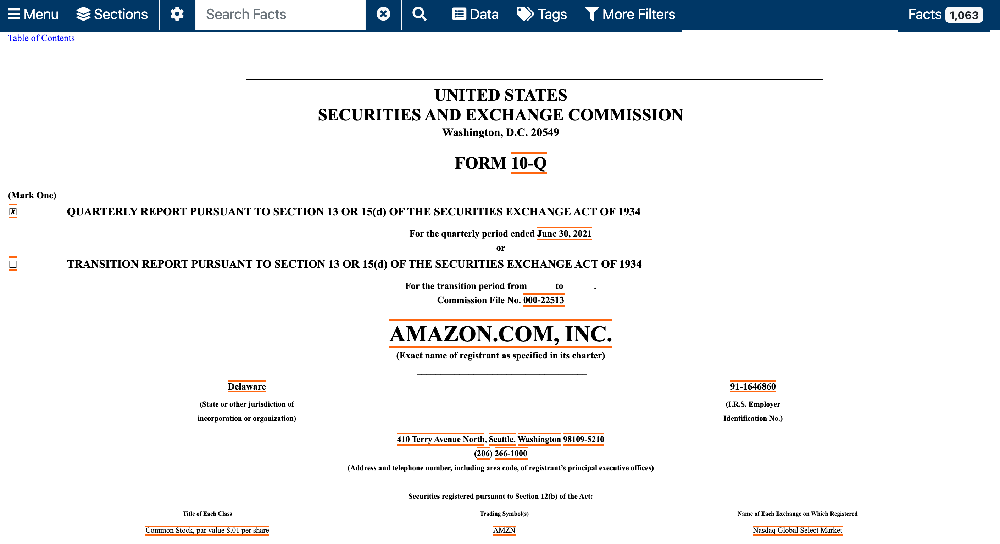 Menu Sections Search Facts Data Tags More Filters Facts 1,063
Table of Contents
UNITED STATES
SECURITIES AND EXCHANGE COMMISSION
Washington, D.C. 20549
____________________________________
FORM 10-Q
____________________________________
(Mark One)
☒ QUARTERLY REPORT PURSUANT TO SECTION 13 OR 15(d) OF THE SECURITIES EXCHANGE ACT OF 1934
For the quarterly period ended June 30, 2021
or
☐ TRANSITION REPORT PURSUANT TO SECTION 13 OR 15(d) OF THE SECURITIES EXCHANGE ACT OF 1934
For the transition period from to .
Commission File No. 000-22513
____________________________________
AMAZON.COM, INC.
(Exact name of registrant as specified in its charter)
____________________________________
Delaware 91-1646860
(State or other jurisdiction of (I.R.S. Employer
incorporation or organization) Identification No.)
410 Terry Avenue North, Seattle, Washington 98109-5210
(206) 266-1000
(Address and telephone number, including area code, of registrant’s principal executive offices)
Securities registered pursuant to Section 12(b) of the Act:
Title of Each Class Trading Symbol(s) Name of Each Exchange on Which Registered
Common Stock, par value $.01 per share AMZN Nasdaq Global Select Market